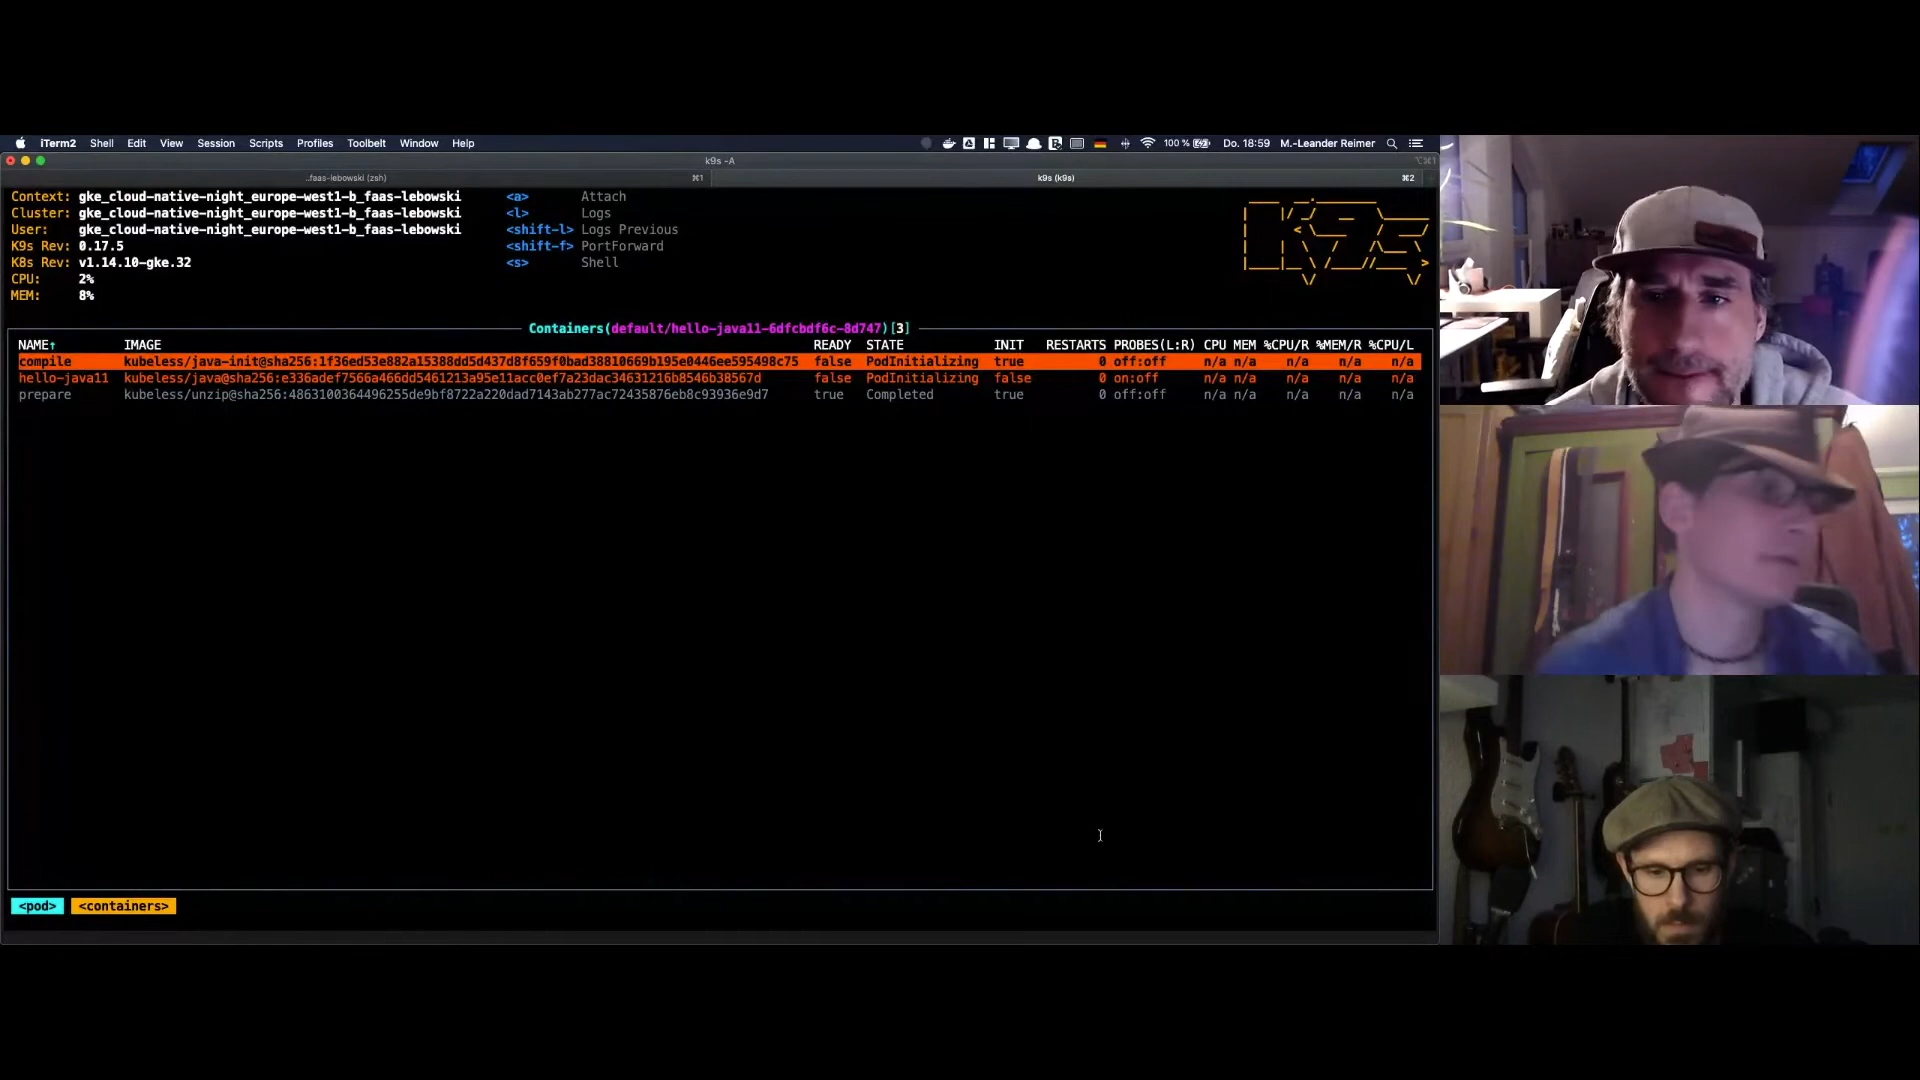 iTerm2 Shell Edit View Session Scripts Profiles Toolbelt Window Help 100 % Do. 18:59 M.-Leander Reimer
k9s -A
..faas-lebowski (zsh) ⌘1 k9s (k9s) ⌘2
Context: gke_cloud-native-night_europe-west1-b_faas-lebowski <a> Attach
Cluster: gke_cloud-native-night_europe-west1-b_faas-lebowski <l> Logs
User: gke_cloud-native-night_europe-west1-b_faas-lebowski <shift-l> Logs Previous
K9s Rev: 0.17.5 <shift-f> PortForward
K8s Rev: v1.14.10-gke.32 <s> Shell
CPU: 2%
MEM: 8%
Containers(default/hello-java11-6dfcbdf6c-8d747)[3]
NAME↑ IMAGE READY STATE INIT RESTARTS PROBES(L:R) CPU MEM %CPU/R %MEM/R %CPU/L
compile kubeless/java-init@sha256:1f36ed53e882a15388dd5d437d8f659f0bad38810669b195e0446ee595498c75 false PodInitializing true 0 off:off n/a n/a n/a n/a n/a
hello-java11 kubeless/java@sha256:e336adef7566a466dd5461213a95e11acc0ef7a23dac34631216b8546b38567d false PodInitializing false 0 on:off n/a n/a n/a n/a n/a
prepare kubeless/unzip@sha256:4863100364496255de9bf8722a220dad7143ab277ac72435876eb8c93936e9d7 true Completed true 0 off:off n/a n/a n/a n/a n/a
<pod> <containers>